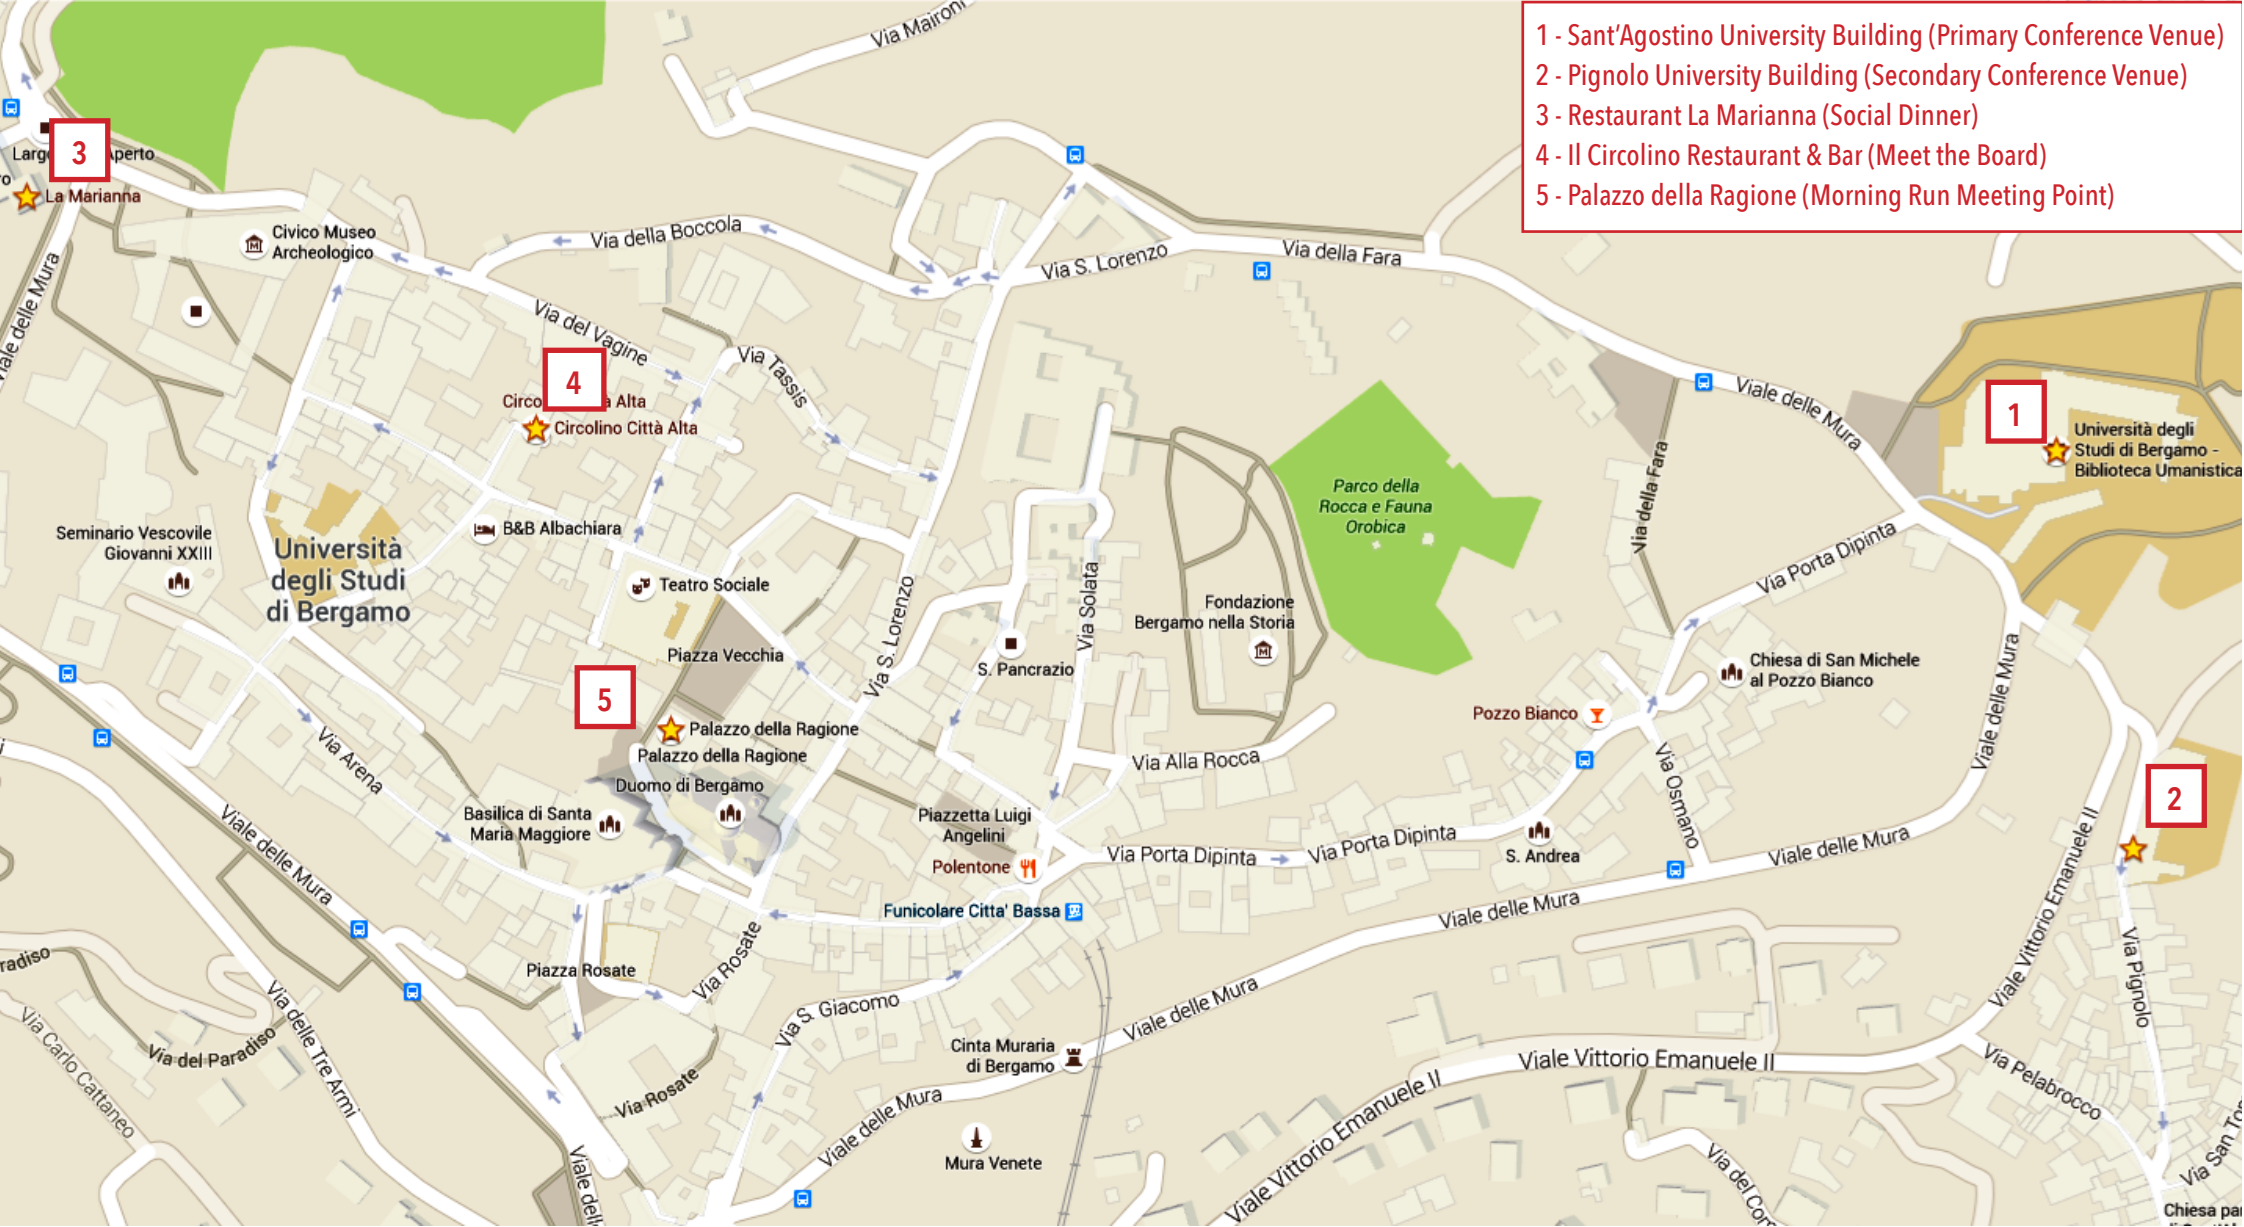 1 - Sant'Agostino University Building (Primary Conference Venue)
2 - Pignolo University Building (Secondary Conference Venue)
3 - Restaurant La Marianna (Social Dinner)
4 - Il Circolino Restaurant & Bar (Meet the Board)
5 - Palazzo della Ragione (Morning Run Meeting Point)
Via Maironi
3
La Marianna
Civico Museo
Archeologico
Via della Boccola
Via S. Lorenzo
Via della Fara
Viale delle Mura
Via del Vagine
Via Tassis
4
Circolino Città Alta
Viale delle Mura
1
Università degli
Studi di Bergamo -
Biblioteca Umanistica
Parco della
Rocca e Fauna
Orobica
Via della Fara
Via Porta Dipinta
Seminario Vescovile
Giovanni XXIII
B&B Albachiara
Università
degli Studi
di Bergamo
Teatro Sociale
Via S. Lorenzo
Via Solata
Fondazione
Bergamo nella Storia
Piazza Vecchia
S. Pancrazio
Chiesa di San Michele
al Pozzo Bianco
5
Palazzo della Ragione
Palazzo della Ragione
Pozzo Bianco
Viale delle Mura
Via Arena
Duomo di Bergamo
Via Alla Rocca
Via Osmano
2
Basilica di Santa
Maria Maggiore
Piazzetta Luigi
Angelini
Via Porta Dipinta
Via Porta Dipinta
S. Andrea
Viale delle Mura
Viale delle Mura
Polentone
Funicolare Citta' Bassa
Viale delle Mura
Viale Vittorio Emanuele II
Via Pignolo
Piazza Rosate
Via Rosate
Via S. Giacomo
Viale delle Mura
Via delle Tre Armi
Via Carlo Cattaneo
Via del Paradiso
Via Rosate
Cinta Muraria
di Bergamo
Viale delle Mura
Viale Vittorio Emanuele II
Viale Vittorio Emanuele II
Via Pelabrocco
Mura Venete
Chiesa